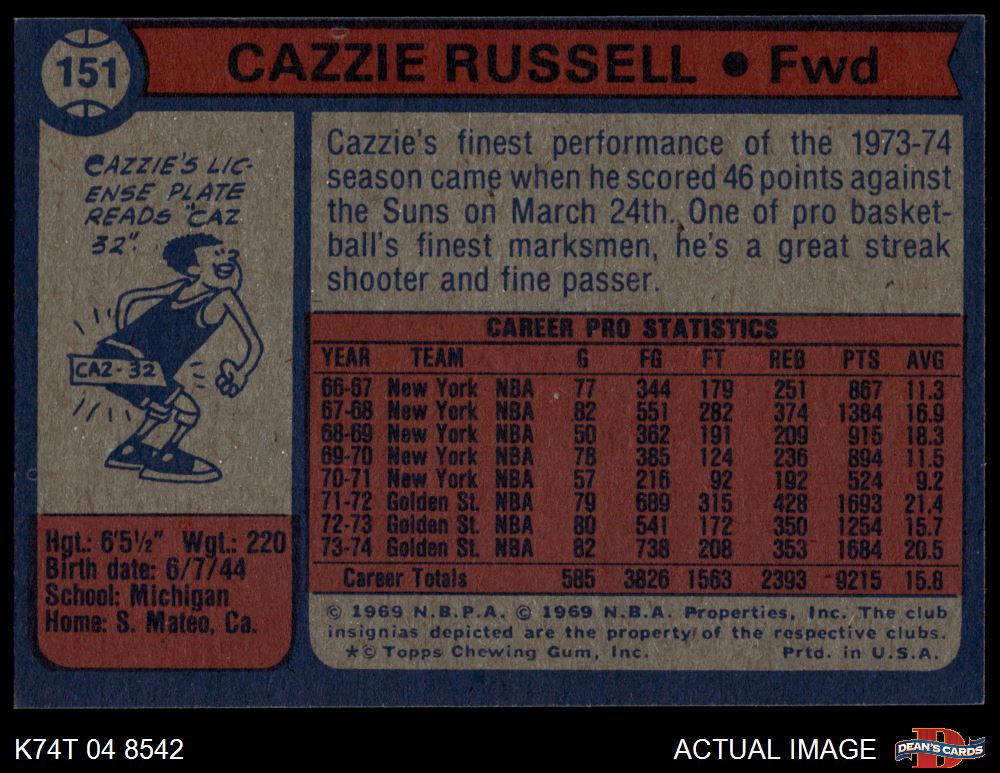 151
CAZZIE RUSSELL • Fwd
CAZZIE'S LIC-
ENSE PLATE
READS "CAZ
32".
CAZ-32
Cazzie's finest performance of the 1973-74
season came when he scored 46 points against
the Suns on March 24th. One of pro basket-
ball's finest marksmen, he's a great streak
shooter and fine passer.
CAREER PRO STATISTICS
YEAR TEAM G FG FT REB PTS AVG
66-67 New York NBA 77 344 179 251 867 11.3
67-68 New York NBA 82 551 282 374 1384 16.9
68-69 New York NBA 50 362 191 209 915 18.3
69-70 New York NBA 78 385 124 236 894 11.5
70-71 New York NBA 57 216 92 192 524 9.2
71-72 Golden St. NBA 79 689 315 428 1693 21.4
72-73 Golden St. NBA 80 541 172 350 1254 15.7
73-74 Golden St. NBA 82 738 208 353 1684 20.5
Career Totals 585 3826 1563 2393 9215 15.8
Hgt.: 6'5½" Wgt.: 220
Birth date: 6/7/44
School: Michigan
Home: S. Mateo, Ca.
© 1969 N.B.P.A. © 1969 N.B.A. Properties, Inc. The club
insignias depicted are the property of the respective clubs.
*© Topps Chewing Gum, Inc. Prtd. in U.S.A.
K74T 04 8542
ACTUAL IMAGE
D
DEAN'S CARDS